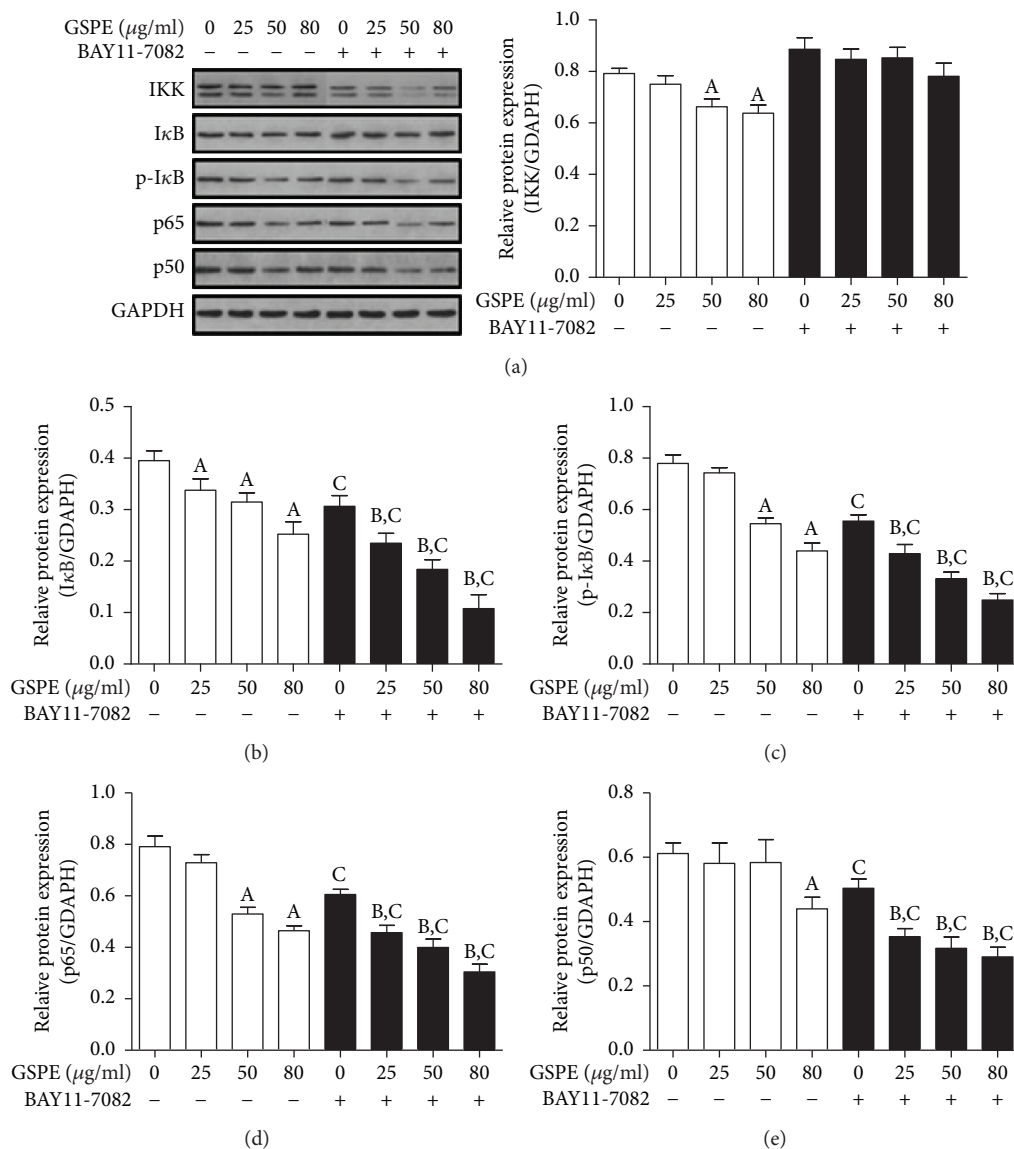 GSPE (μg/ml) 0 25 50 80 0 25 50 80
BAY11-7082 – – – – + + + +
IKK
IκB
p-IκB
p65
p50
GAPDH
Relaive protein expression
(IKK/GDAPH)
1.0
0.8
0.6
0.4
0.2
0.0
A A
GSPE (μg/ml) 0 25 50 80 0 25 50 80
BAY11-7082 – – – – + + + +
(a)
Relaive protein expression
(IκB/GDAPH)
0.5
0.4
0.3
0.2
0.1
0.0
A A A C B,C B,C B,C
GSPE (μg/ml) 0 25 50 80 0 25 50 80
BAY11-7082 – – – – + + + +
(b)
Relaive protein expression
(p-IκB/GDAPH)
1.0
0.8
0.6
0.4
0.2
0.0
A A C B,C B,C B,C
GSPE (μg/ml) 0 25 50 80 0 25 50 80
BAY11-7082 – – – – + + + +
(c)
Relaive protein expression
(p65/GDAPH)
1.0
0.8
0.6
0.4
0.2
0.0
A A C B,C B,C B,C
GSPE (μg/ml) 0 25 50 80 0 25 50 80
BAY11-7082 – – – – + + + +
(d)
Relaive protein expression
(p50/GDAPH)
0.8
0.6
0.4
0.2
0.0
A C B,C B,C B,C
GSPE (μg/ml) 0 25 50 80 0 25 50 80
BAY11-7082 – – – – + + + +
(e)